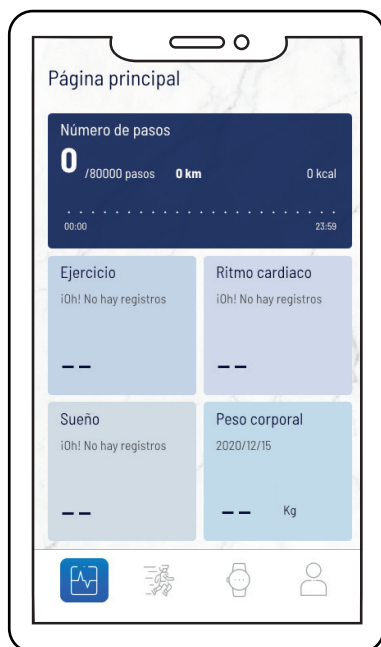 Página principal
Número de pasos
0 /80000 pasos 0 km 0 kcal
00:00 23:59
Ejercicio
¡Oh! No hay registros
--
Ritmo cardiaco
¡Oh! No hay registros
--
Sueño
¡Oh! No hay registros
--
Peso corporal
2020/12/15
-- Kg